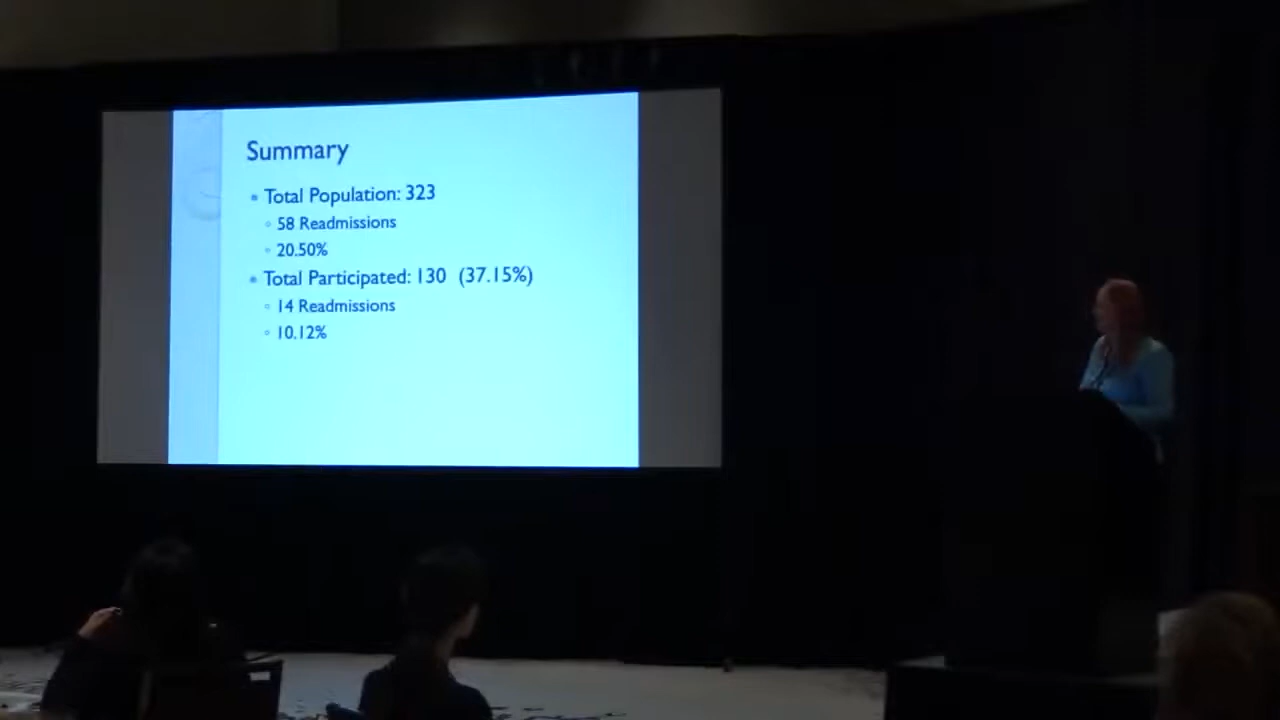 Summary
Total Population: 323
58 Readmissions
20.50%
Total Participated: 130 (37.15%)
14 Readmissions
10.12%